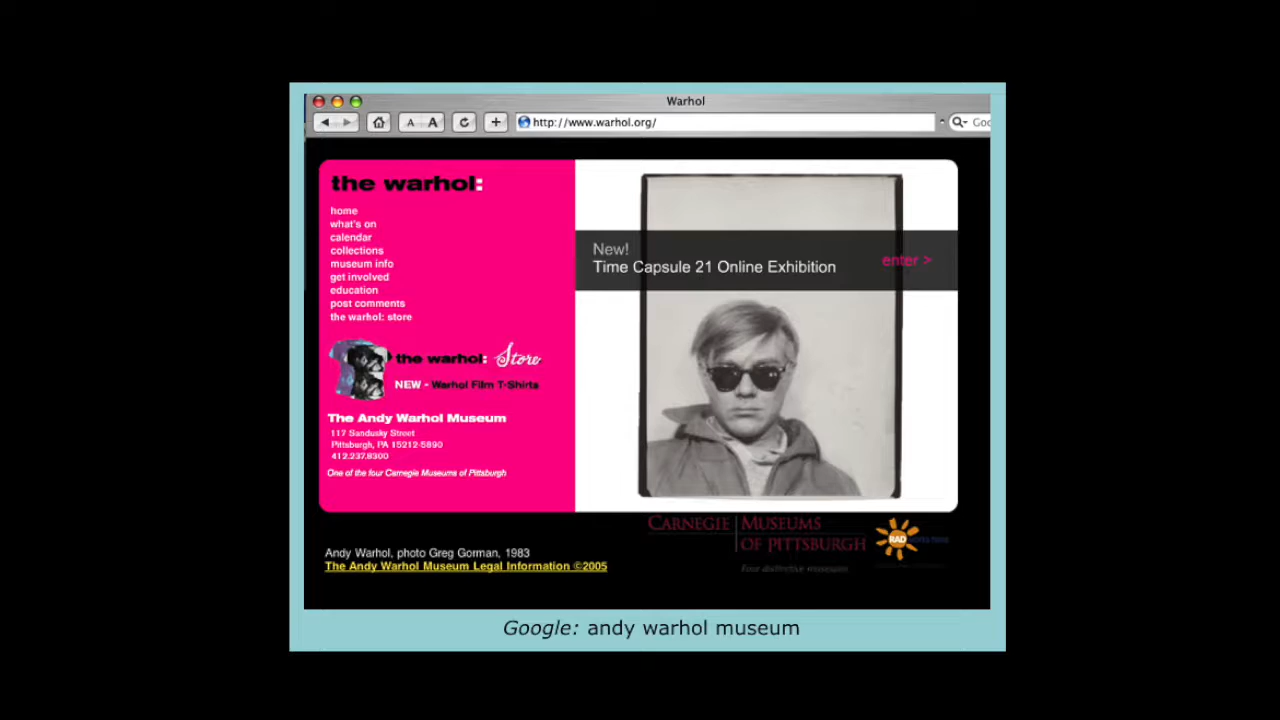 Warhol
A A
http://www.warhol.org/
Goo
the warhol:
home
what's on
calendar
collections
museum info
get involved
education
post comments
the warhol: store
the warhol: Store
NEW - Warhol Film T-Shirts
The Andy Warhol Museum
117 Sandusky Street
Pittsburgh, PA 15212-5890
412.237.8300
One of the four Carnegie Museums of Pittsburgh
New!
Time Capsule 21 Online Exhibition
enter >
CARNEGIE MUSEUMS
OF PITTSBURGH
Four distinctive museums
RAD
Andy Warhol, photo Greg Gorman, 1983
The Andy Warhol Museum Legal Information ©2005
Google: andy warhol museum